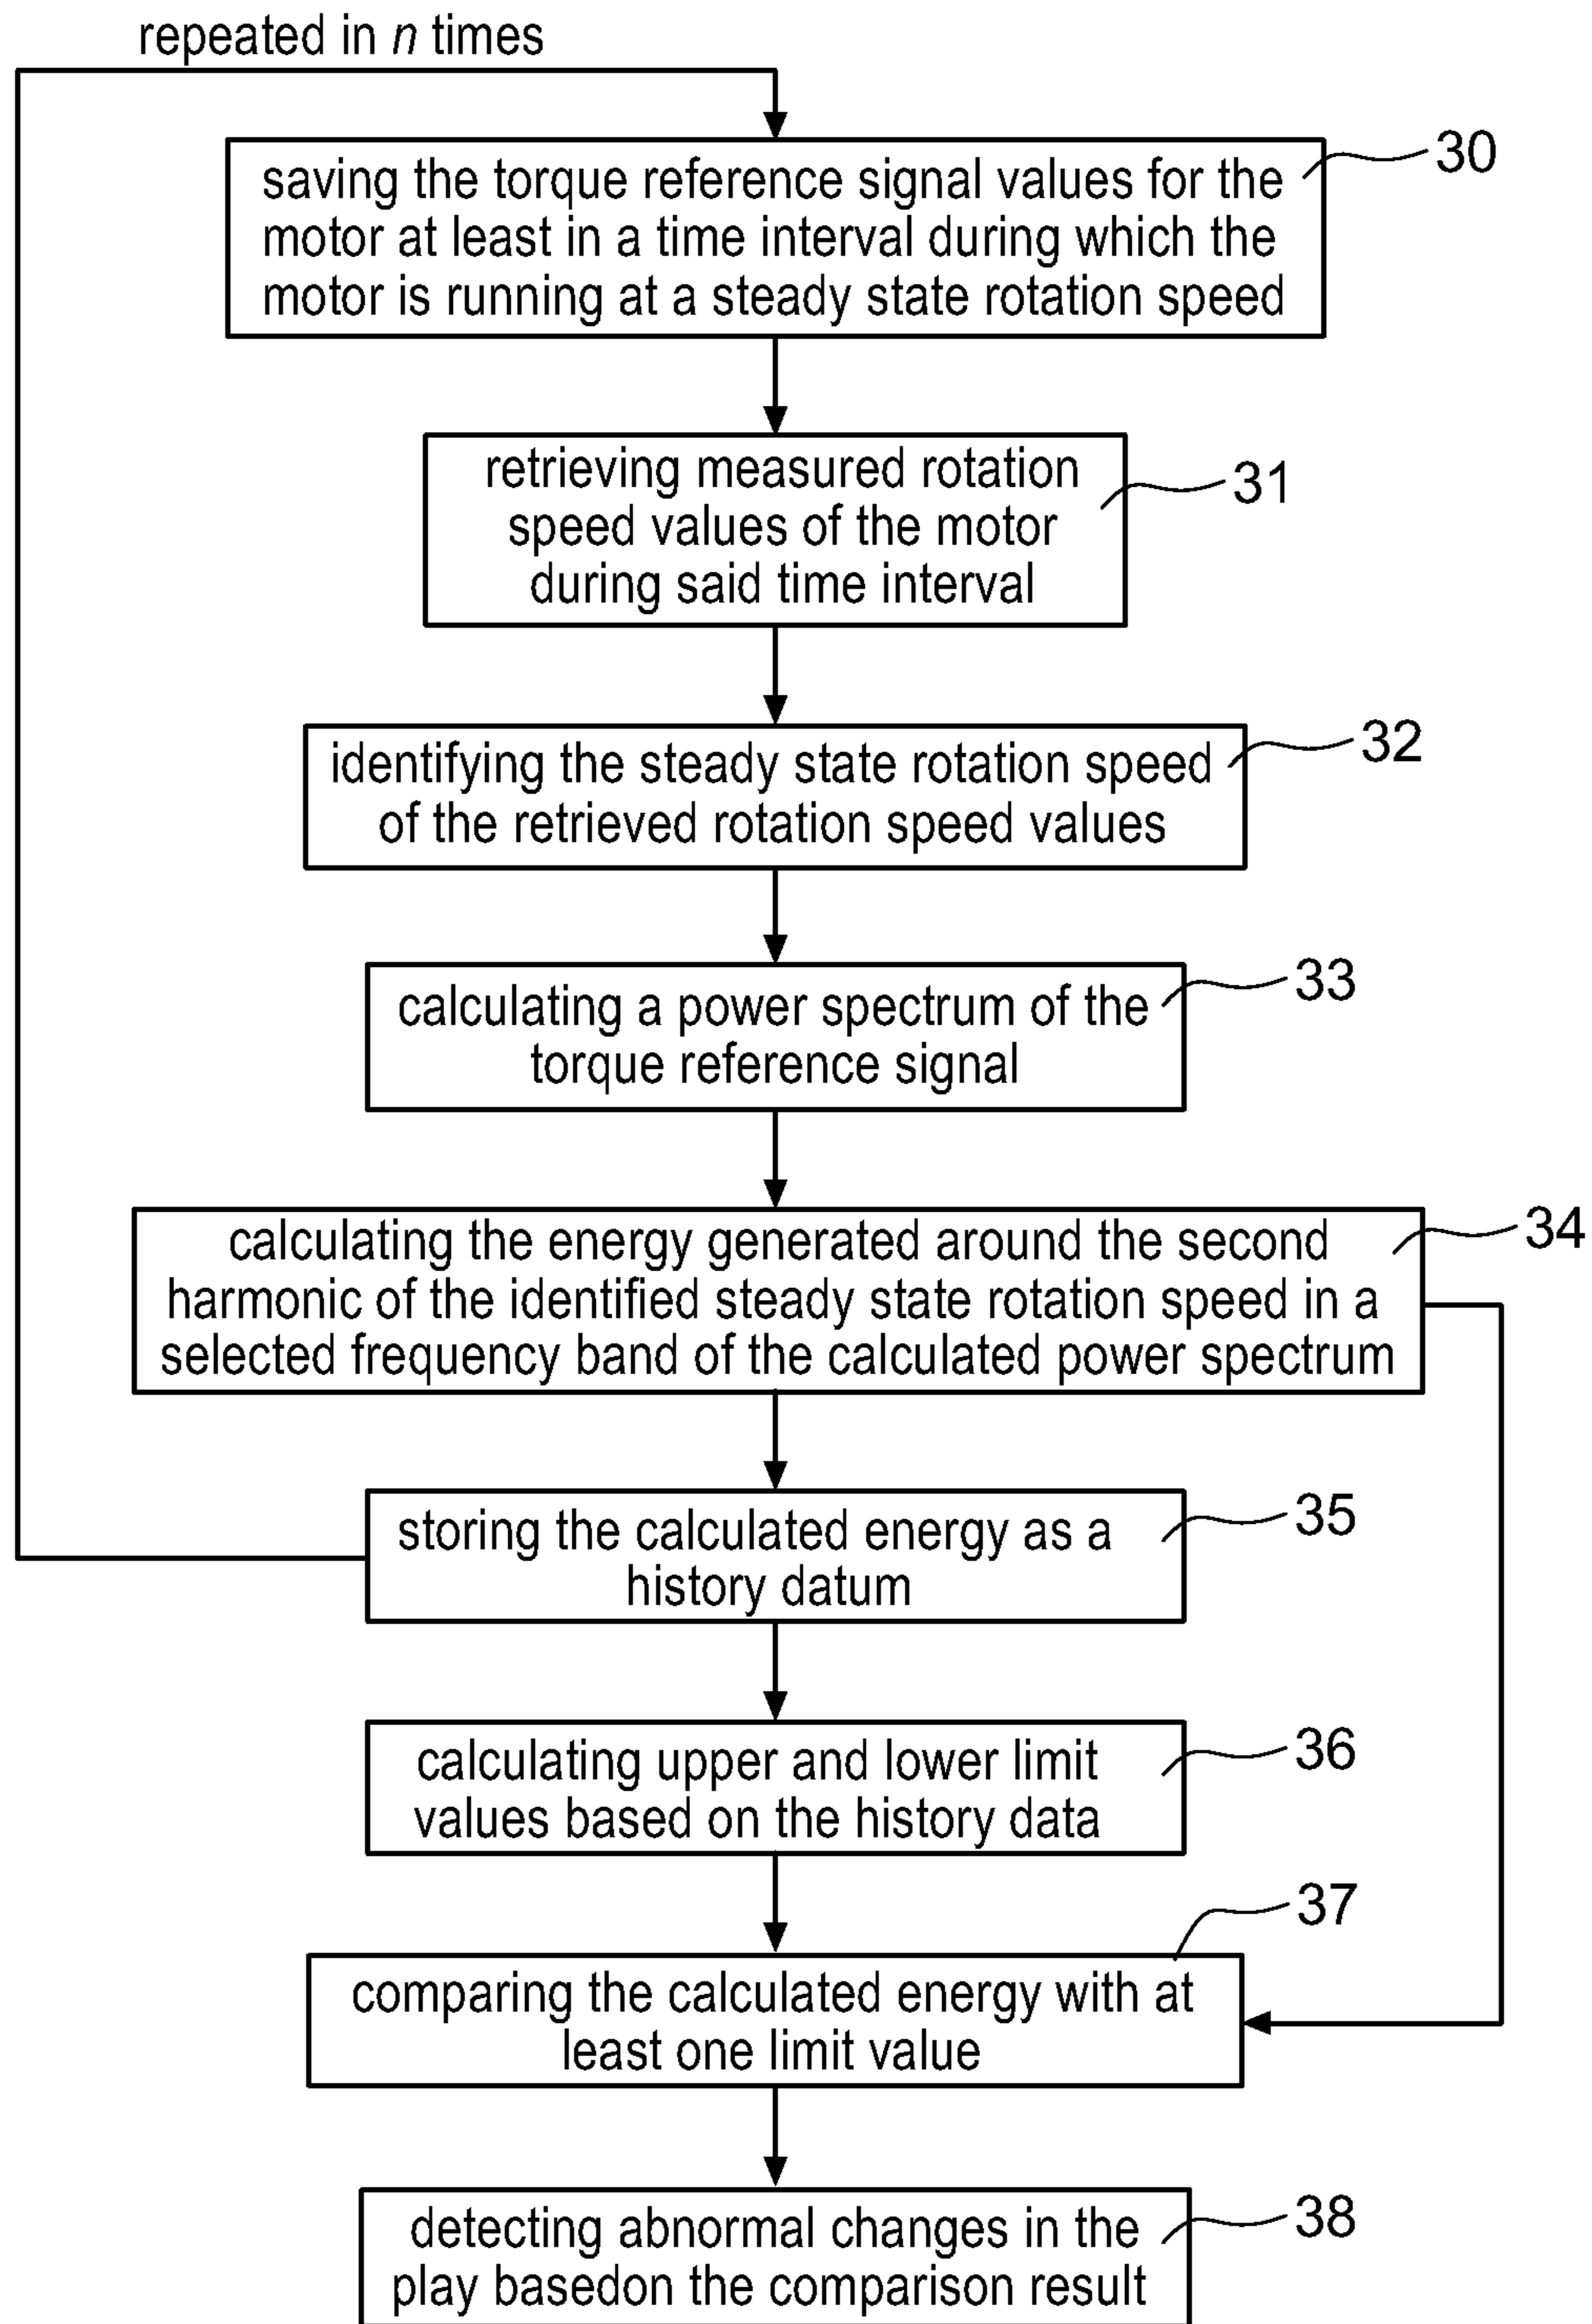 repeated in n times
saving the torque reference signal values for the
motor at least in a time interval during which the
motor is running at a steady state rotation speed
30
retrieving measured rotation
speed values of the motor
during said time interval
31
identifying the steady state rotation speed
of the retrieved rotation speed values
32
calculating a power spectrum of the
torque reference signal
33
calculating the energy generated around the second
harmonic of the identified steady state rotation speed in a
selected frequency band of the calculated power spectrum
34
storing the calculated energy as a
history datum
35
calculating upper and lower limit
values based on the history data
36
comparing the calculated energy with at
least one limit value
37
detecting abnormal changes in the
play basedon the comparison result
38